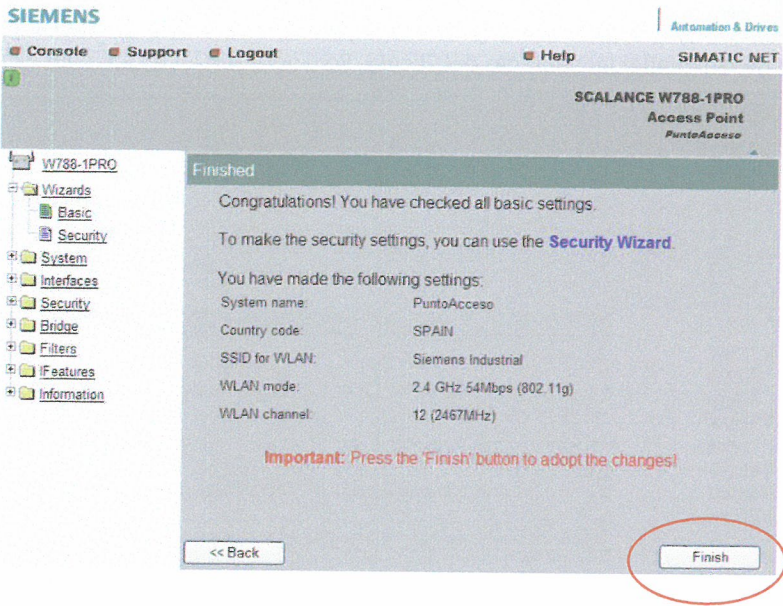 SIEMENS
Automation & Drives
Console Support Logout Help SIMATIC NET
SCALANCE W788-1PRO
Access Point
PuntoAcceso
W788-1PRO
Wizards
Basic
Security
System
Interfaces
Security
Bridge
Filters
IFeatures
Information
Finished
Congratulations! You have checked all basic settings.
To make the security settings, you can use the Security Wizard.
You have made the following settings:
System name: PuntoAcceso
Country code: SPAIN
SSID for WLAN: Siemens Industrial
WLAN mode: 2.4 GHz 54Mbps (802.11g)
WLAN channel: 12 (2467MHz)
Important: Press the 'Finish' button to adopt the changes!
<< Back Finish